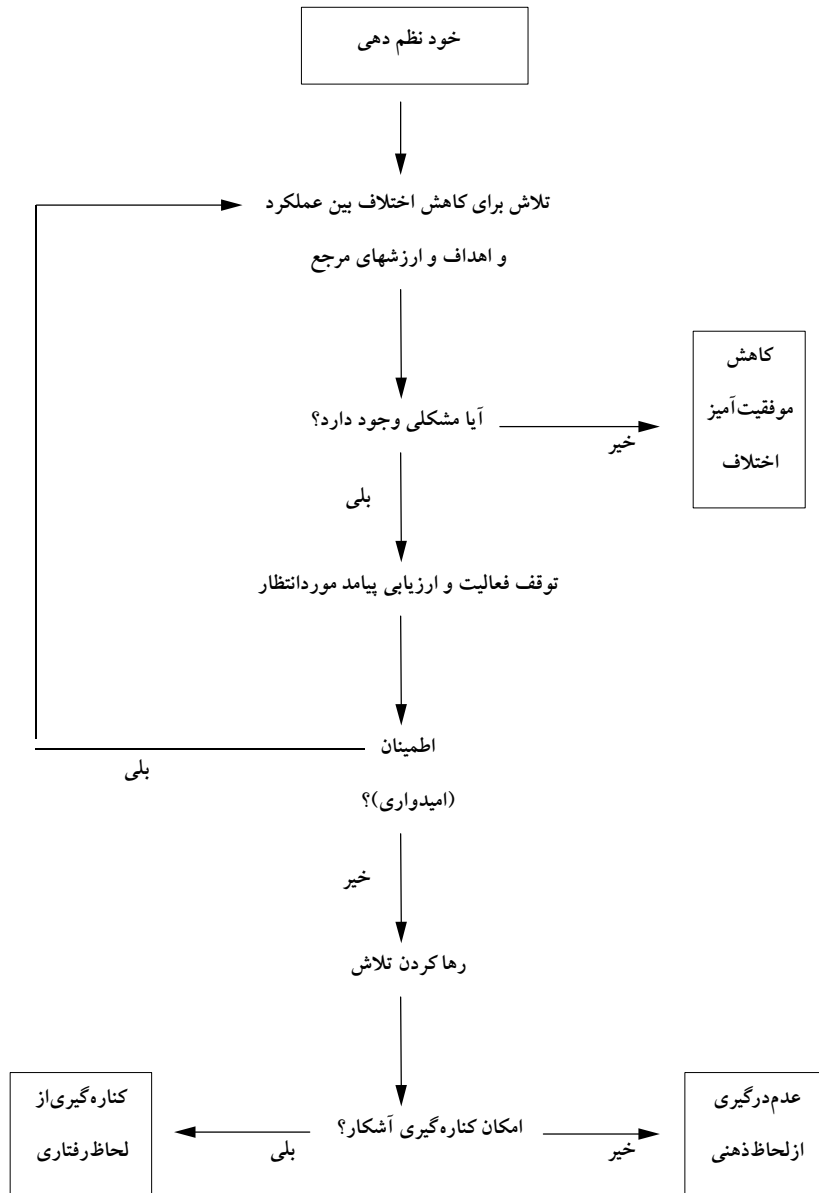 خود نظم دهی
تلاش برای کاهش اختلاف بین عملکرد
و اهداف و ارزشهای مرجع
کاهش
موفقیت‌آمیز
اختلاف
آیا مشکلی وجود دارد؟
خیر
بلی
توقف فعالیت و ارزیابی پیامد موردانتظار
اطمینان
بلی
(امیدواری)؟
خیر
رها کردن تلاش
عدم‌درگیری
ازلحاظ‌ذهنی
امکان کناره‌گیری آشکار؟
خیر
بلی
کناره‌گیری‌از
لحاظ‌رفتاری